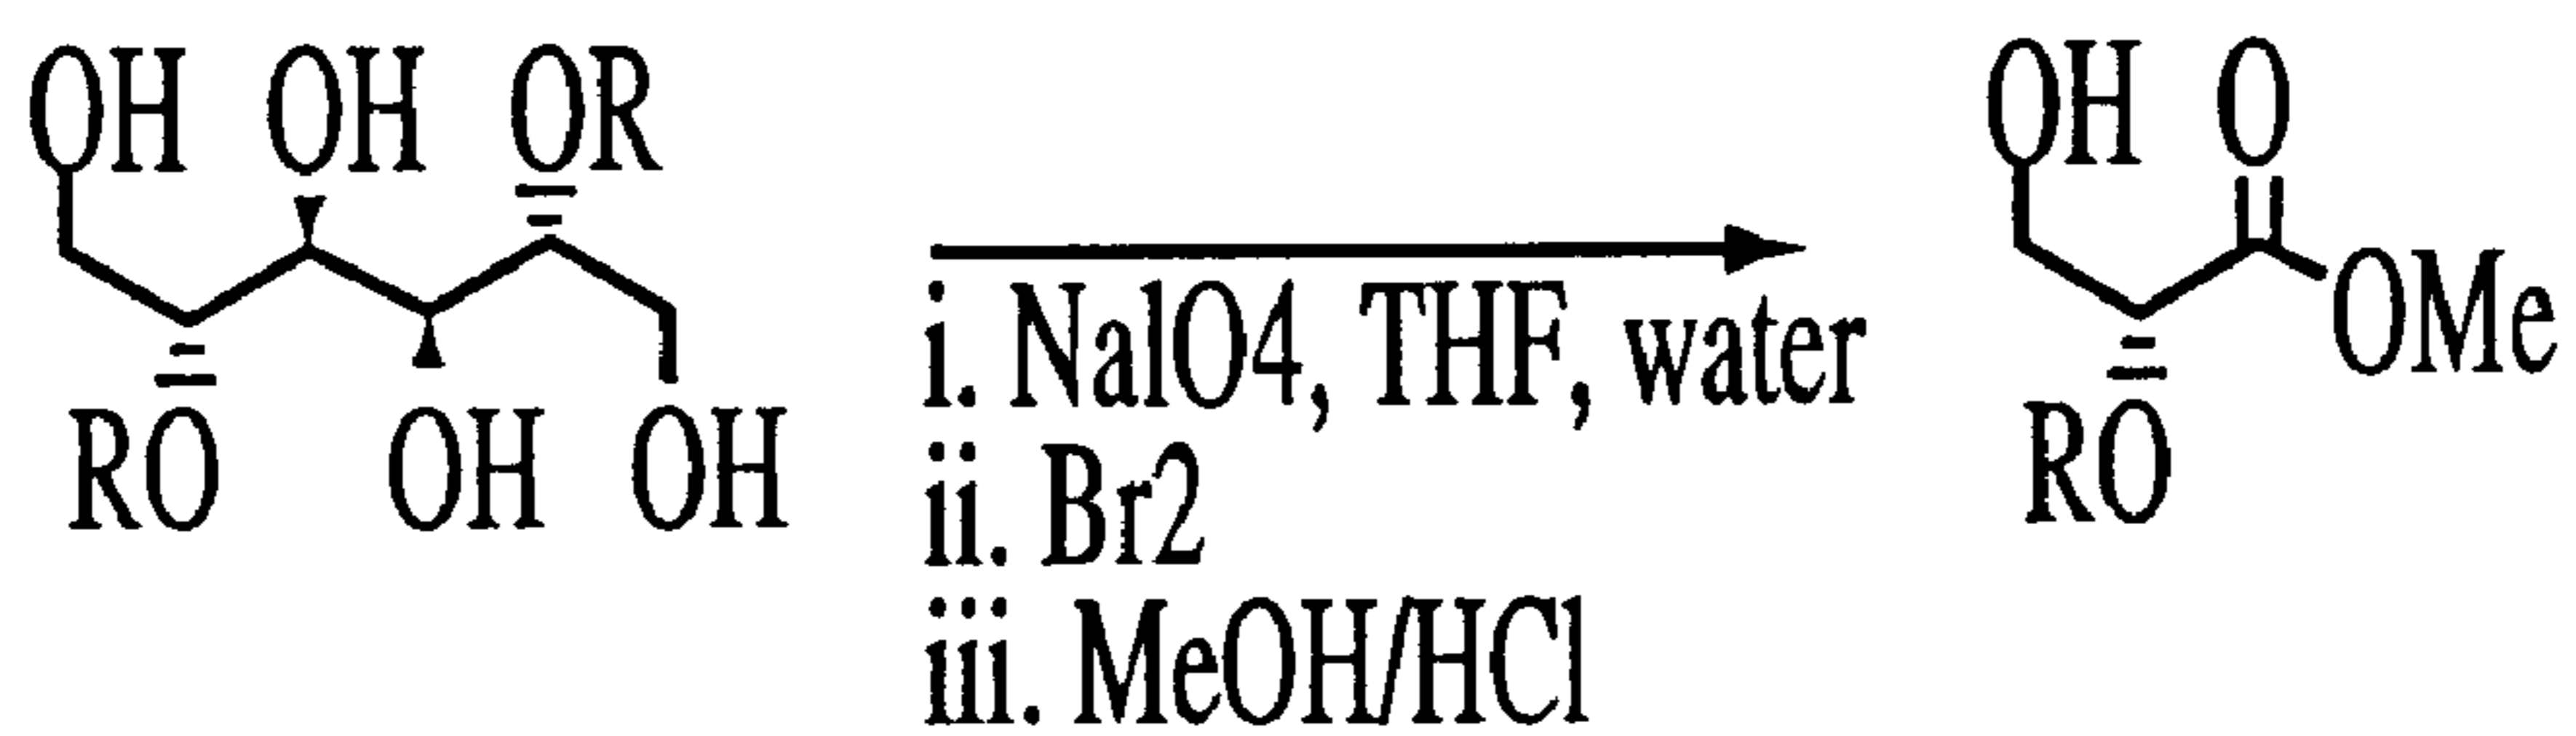 OH OH OR
RO OH OH
i. NaIO4, THF, water
ii. Br2
iii. MeOH/HCl
OH O
OMe
RO